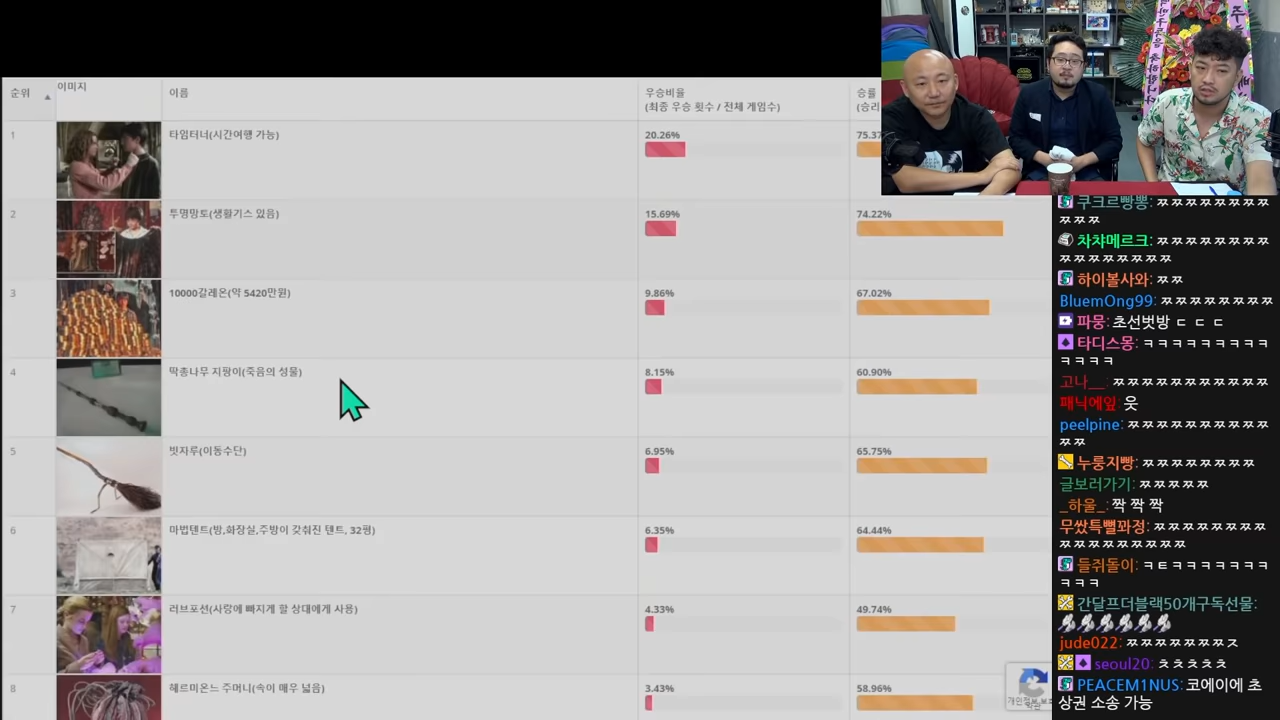 순위
이미지
이름
우승비율
(최종 우승 횟수 / 전체 게임수)
승률
(승리
1
타임터너(시간여행 가능)
20.26%
75.37
2
투명망토(생활기스 있음)
15.69%
74.22%
3
10000갈레온(약 5420만원)
9.86%
67.02%
4
딱총나무 지팡이(죽음의 성물)
8.15%
60.90%
5
빗자루(이동수단)
6.95%
65.75%
6
마법텐트(방,화장실,주방이 갖춰진 텐트, 32평)
6.35%
64.44%
7
러브포션(사랑에 빠지게 할 상대에게 사용)
4.33%
49.74%
8
헤르미온느 주머니(속이 매우 넓음)
3.43%
58.96%
쿠크르빵뽕: ㅉㅉㅉㅉㅉㅉㅉㅉ
ㅉㅉㅉ
차챠메르크: ㅉㅉㅉㅉㅉㅉㅉㅉ
ㅉㅉㅉㅉㅉㅉㅉㅉ
하이볼사와: ㅉㅉ
BluemOng99: ㅉㅉㅉㅉㅉㅉㅉㅉ
파뭉: 초선벗방 ㄷ ㄷ ㄷ
타디스몽: ㅋㅋㅋㅋㅋㅋㅋㅋㅋ
ㅋㅋㅋㅋ
고나__: ㅉㅉㅉㅉㅉㅉㅉㅉㅉㅉㅉ
패닉에잎: 웃
peelpine: ㅉㅉㅉㅉㅉㅉㅉㅉㅉㅉ
ㅉㅉ
누룽지빵: ㅉㅉㅉㅉㅉㅉㅉㅉ
글보러가기: ㅉㅉㅉㅉㅉ
_하울_: 짝 짝 짝
무쌌특뻘꽈정: ㅉㅉㅉㅉㅉㅉㅉㅉ
ㅉㅉㅉㅉㅉㅉㅉㅉㅉ
들쥐돌이: ㅋㅌㅋㅋㅋㅋㅋㅋㅋ
ㅋㅋㅋ
간달프더블랙50개구독선물:
jude022: ㅉㅉㅉㅉㅉㅉㅉㅈ
seoul20: ㅊㅊㅊㅊㅊ
PEACEM1NUS: 코에이에 초
상권 소송 가능